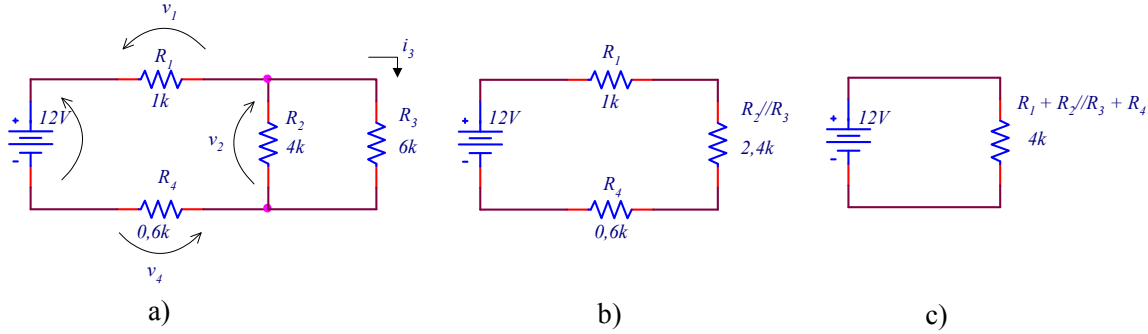 v1
i3
R1
1k
+
12V
-
v2
R2
4k
R3
6k
R4
0,6k
v4
a)
R1
1k
+
12V
-
R2//R3
2,4k
R4
0,6k
b)
+
12V
-
R1 + R2//R3 + R4
4k
c)